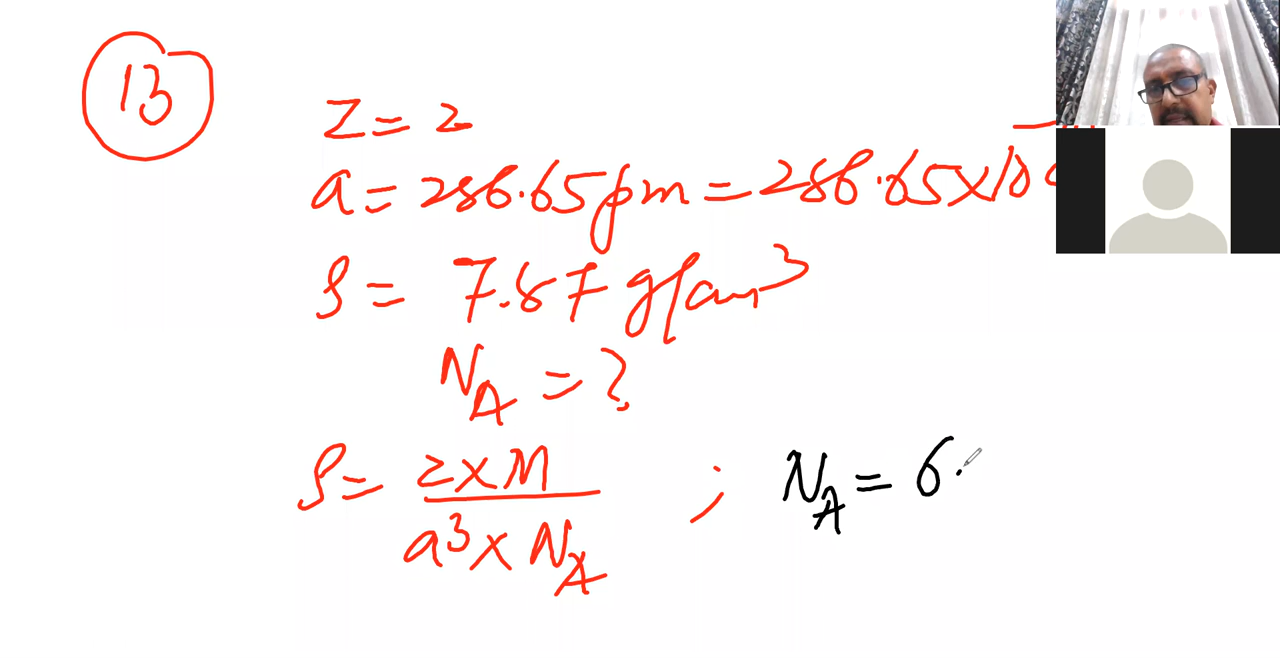 13
Z = 2
a = 286.65 pm = 286.65 × 10
ρ = 7.87 g/cm³
N_A = ?
ρ = Z × M / a³ × N_A ; N_A = 6.